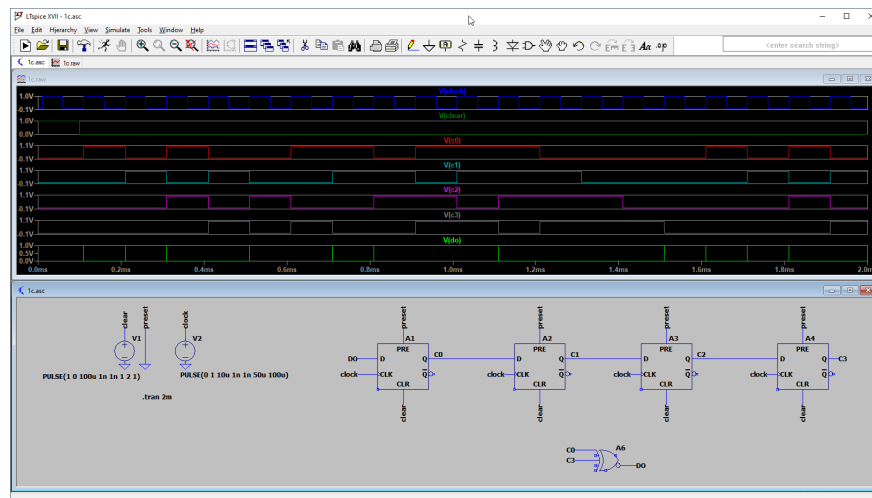 LTspice XVII - 1c.asc
File Edit Hierarchy View Simulate Tools Window Help
<enter search string>
1c.asc 1c.raw
1c.raw
V(clock)
1.0V
-0.1V
V(clear)
1.0V
0.0V
V(c0)
1.1V
-0.1V
V(c1)
1.1V
-0.1V
V(c2)
1.1V
-0.1V
V(c3)
1.1V
-0.1V
V(do)
1.0V
0.5V
0.0V
0.0ms 0.2ms 0.4ms 0.6ms 0.8ms 1.0ms 1.2ms 1.4ms 1.6ms 1.8ms 2.0m
1c.asc
clear preset clock preset preset preset preset
V1 V2 A1 A2 A3 A4
PRE PRE PRE PRE
DO D Q C0 D Q C1 D Q C2 D Q C3
clock CLK Q clock CLK Q clock CLK Q clock CLK Q
CLR CLR CLR CLR
PULSE(1 0 100u 1n 1n 1 2 1) PULSE(0 1 10u 1n 1n 50u 100u)
.tran 2m
clear clear clear clear
C0 A6
C3 DO